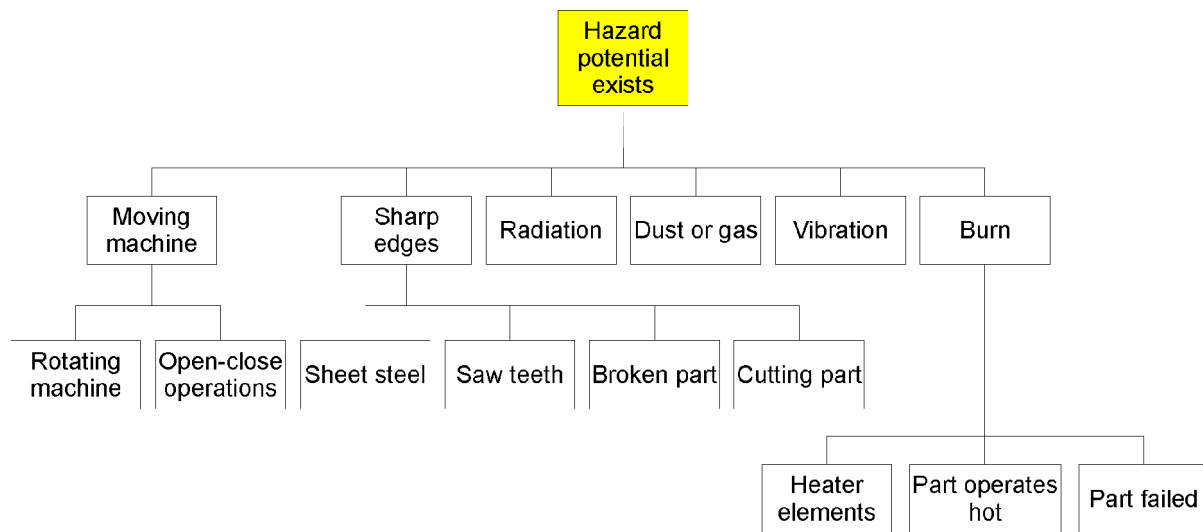 Hazard
potential
exists
Moving
machine
Sharp
edges
Radiation
Dust or gas
Vibration
Burn
Rotating
machine
Open-close
operations
Sheet steel
Saw teeth
Broken part
Cutting part
Heater
elements
Part operates
hot
Part failed